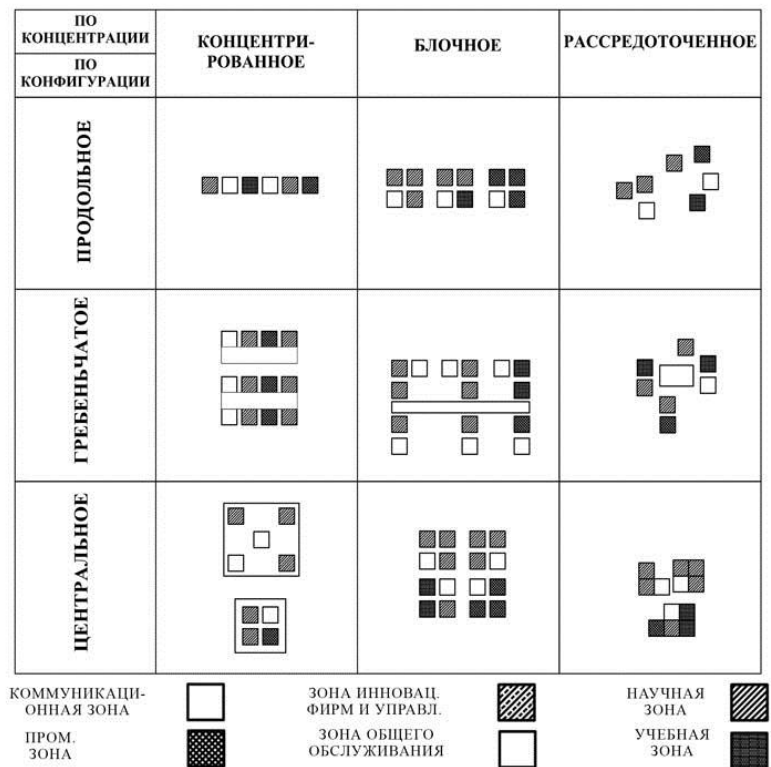 ПО
КОНЦЕНТРАЦИИ
ПО
КОНФИГУРАЦИИ
КОНЦЕНТРИ-
РОВАННОЕ
БЛОЧНОЕ
РАССРЕДОТОЧЕННОЕ
ПРОДОЛЬНОЕ
ГРЕБЕНЬЧАТОЕ
ЦЕНТРАЛЬНОЕ
КОММУНИКАЦИ-
ОННАЯ ЗОНА
ЗОНА ИННОВАЦ.
ФИРМ И УПРАВЛ.
НАУЧНАЯ
ЗОНА
ПРОМ.
ЗОНА
ЗОНА ОБЩЕГО
ОБСЛУЖИВАНИЯ
УЧЕБНАЯ
ЗОНА